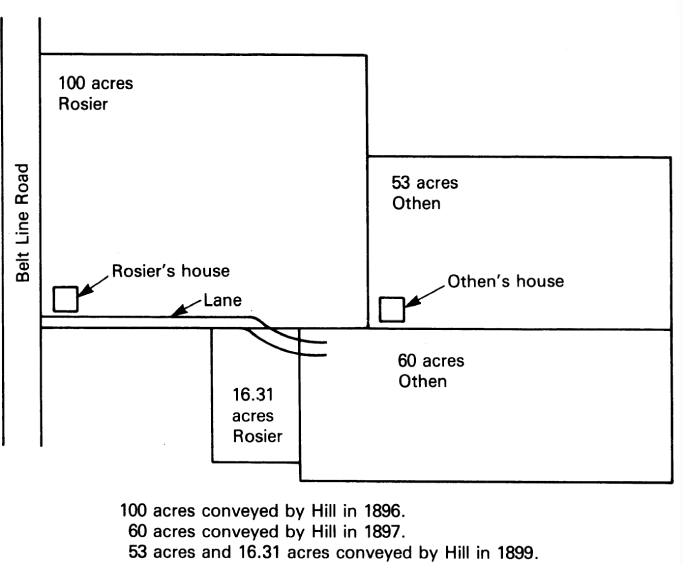 100 acres
Rosier
53 acres
Othen
Belt Line Road
Rosier's house
Othen's house
Lane
60 acres
Othen
16.31
acres
Rosier
100 acres conveyed by Hill in 1896.
60 acres conveyed by Hill in 1897.
53 acres and 16.31 acres conveyed by Hill in 1899.